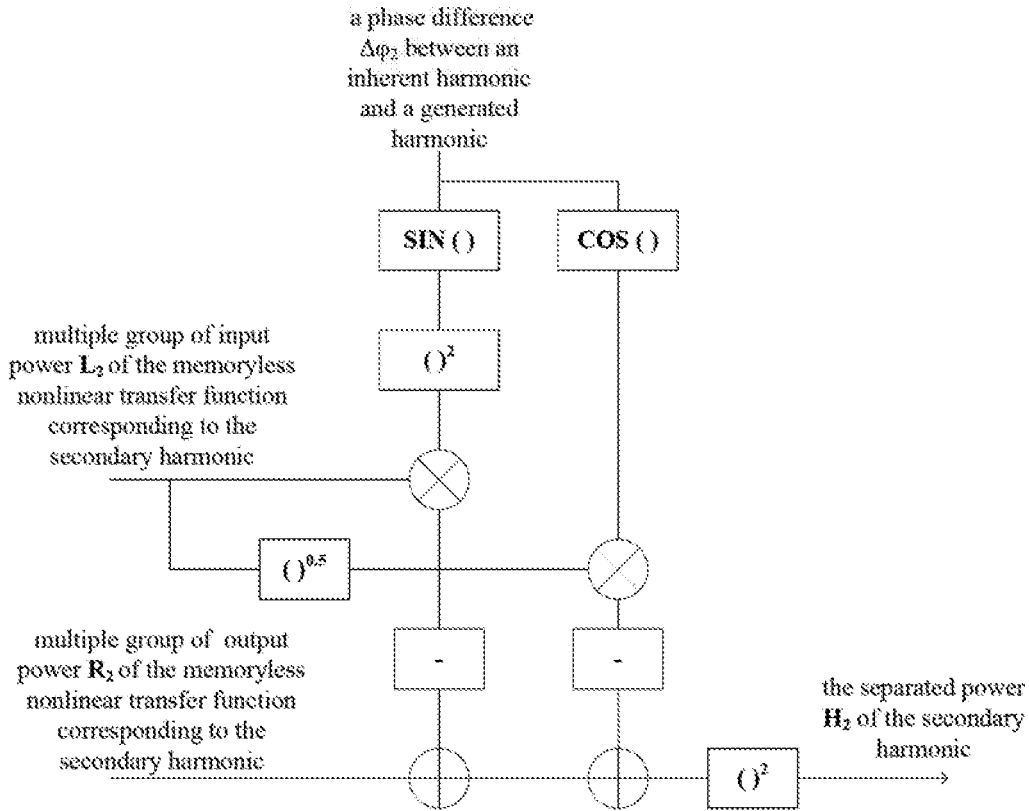 a phase difference
Δφ₂ between an
inherent harmonic
and a generated
harmonic
SIN ( )
COS ( )
multiple group of input
power L₂ of the memoryless
nonlinear transfer function
corresponding to the
secondary harmonic
( )²
( )⁰·⁵
multiple group of output
power R₂ of the memoryless
nonlinear transfer function
corresponding to the
secondary harmonic
-
-
the separated power
H₂ of the secondary
harmonic
( )²